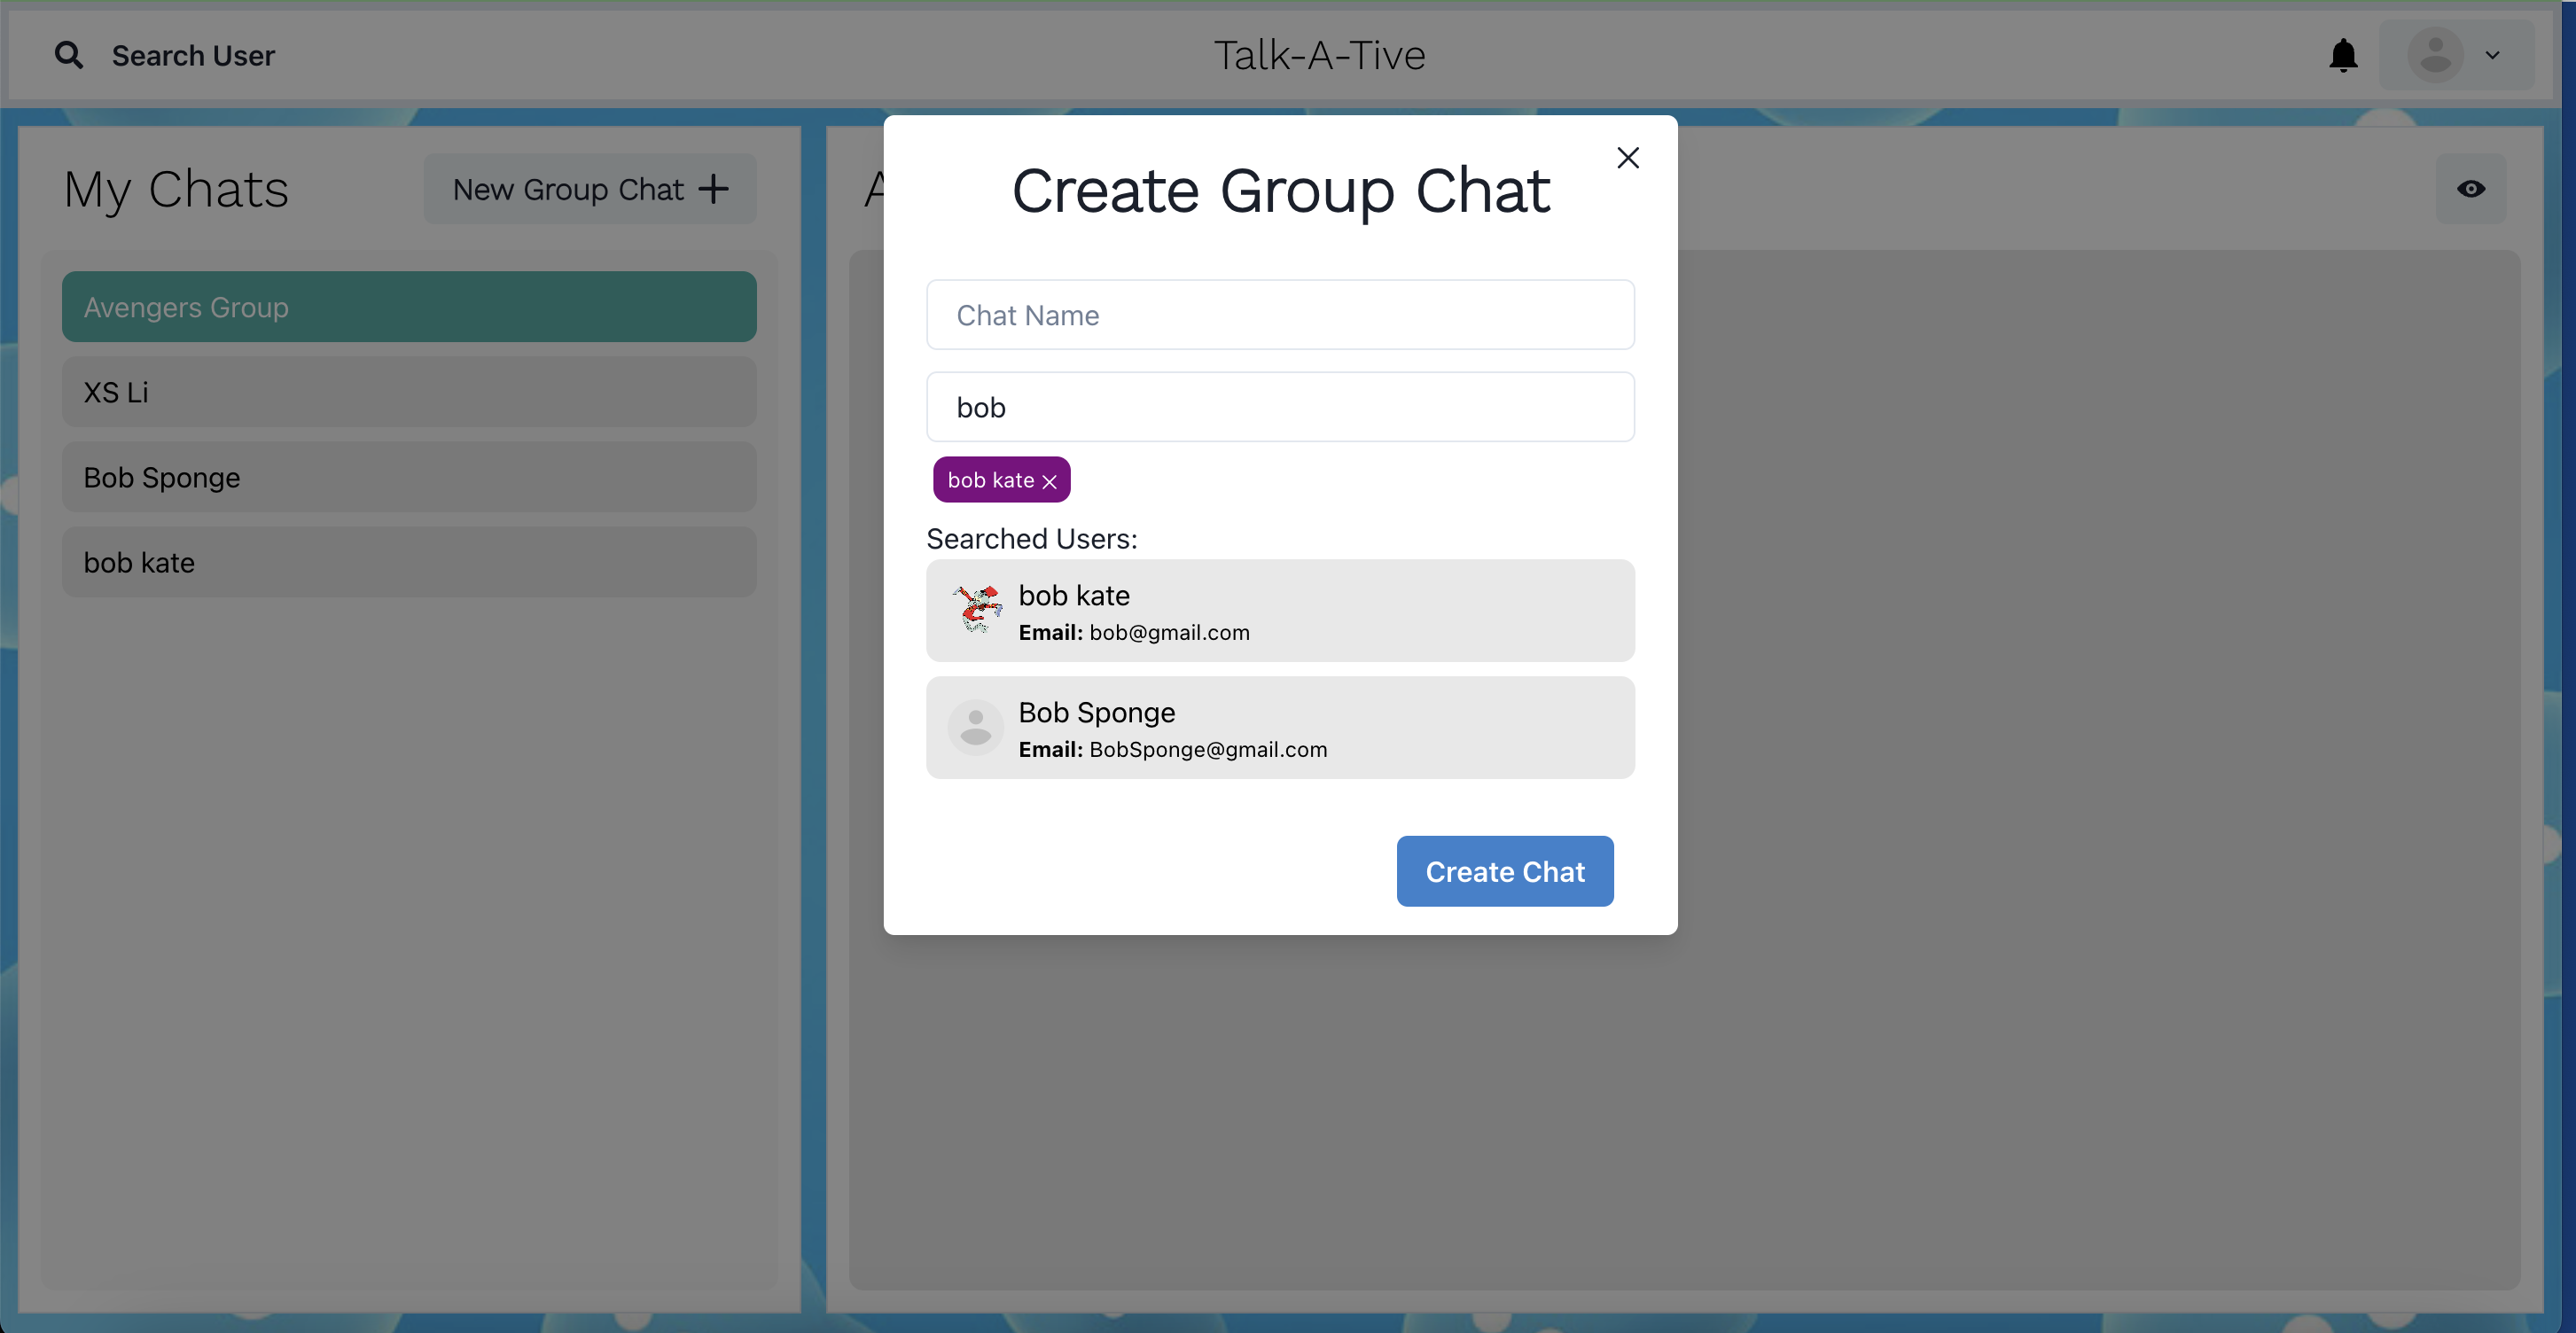 Search User
Talk-A-Tive
My Chats
New Group Chat
Avengers Group
XS Li
Bob Sponge
bob kate
A
Create Group Chat
Chat Name
bob
bob kate
Searched Users:
bob kate
Email: bob@gmail.com
Bob Sponge
Email: BobSponge@gmail.com
Create Chat